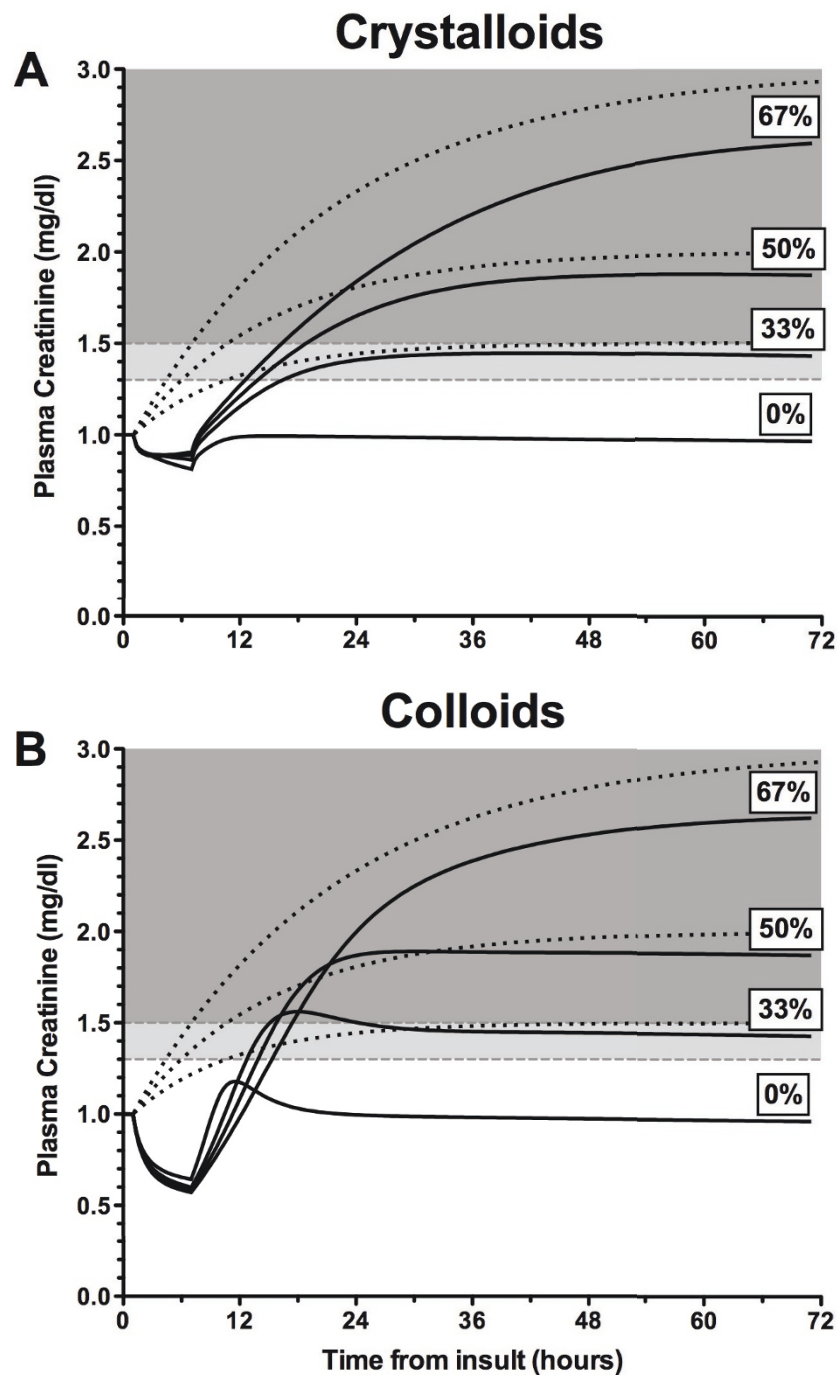 Crystalloids
A
3.0
67%
2.5
50%
2.0
33%
1.5
0%
1.0
0.5
0.0
Plasma Creatinine (mg/dl)
0 12 24 36 48 60 72
Colloids
B
3.0
67%
2.5
50%
2.0
33%
1.5
0%
1.0
0.5
0.0
Plasma Creatinine (mg/dl)
0 12 24 36 48 60 72
Time from insult (hours)